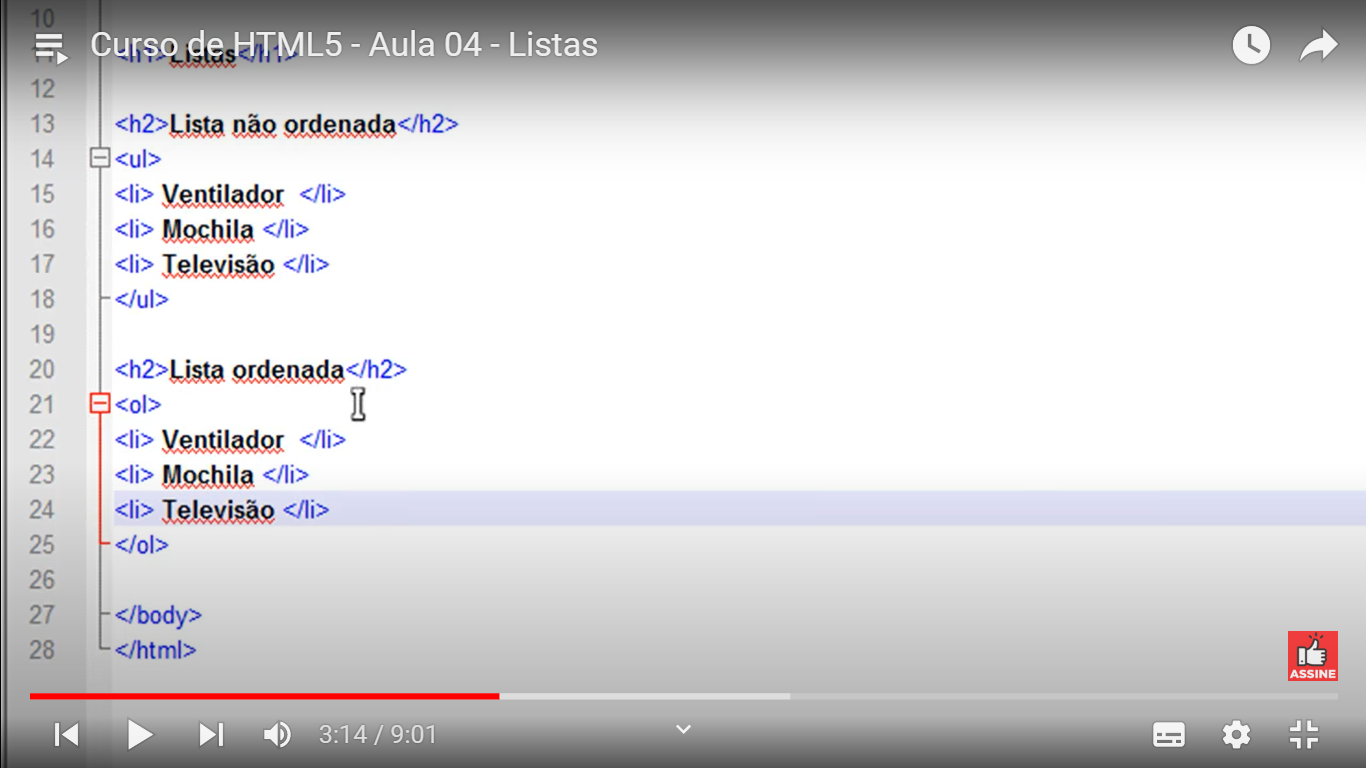 10
Curso de HTML5 - Aula 04 - Listas
11 <h1>Listas</h1>
12
13 <h2>Lista não ordenada</h2>
14 <ul>
15 <li> Ventilador </li>
16 <li> Mochila </li>
17 <li> Televisão </li>
18 </ul>
19
20 <h2>Lista ordenada</h2>
21 <ol>
22 <li> Ventilador </li>
23 <li> Mochila </li>
24 <li> Televisão </li>
25 </ol>
26
27 </body>
28 </html>
ASSINE
3:14 / 9:01